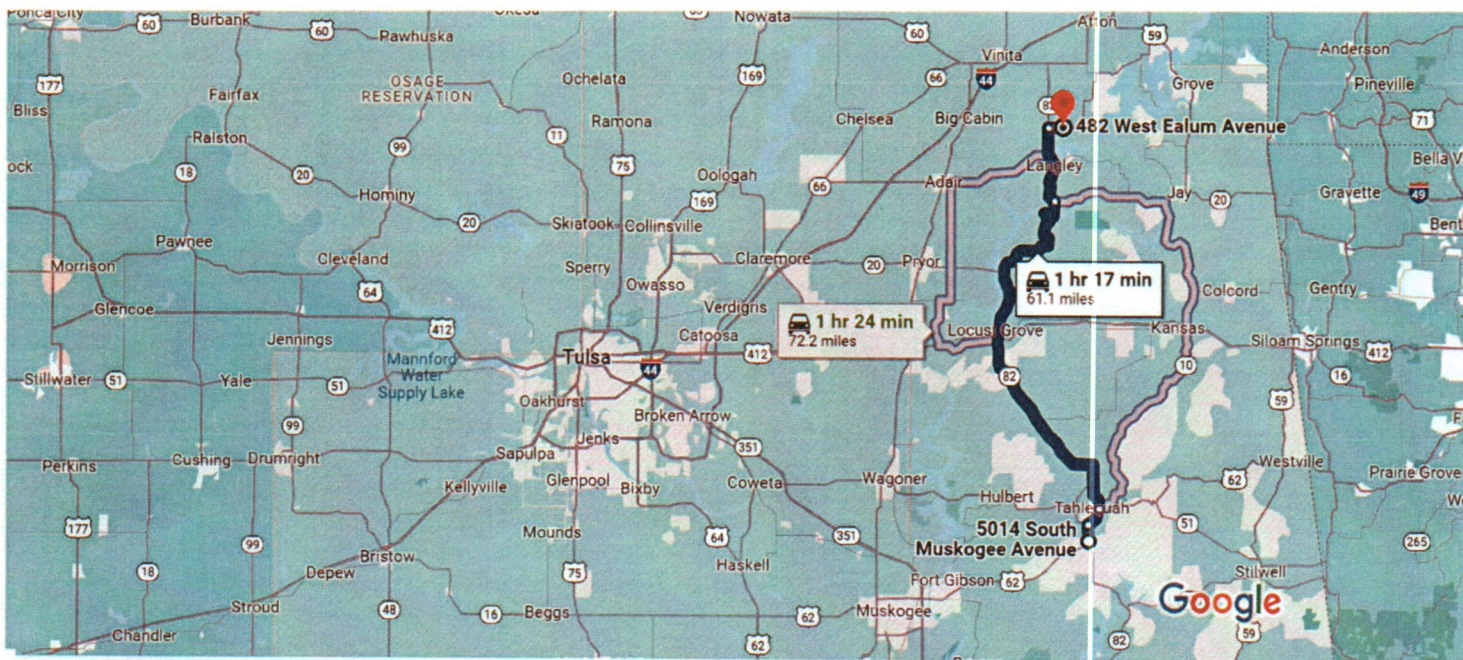 Ponca City
Burbank
60
60
Pawhuska
Nowata
60
Afton
59
Vinita
Anderson
177
Bliss
Fairfax
OSAGE
RESERVATION
Ochelata
169
66
44
Grove
Pineville
Ramona
Chelsea
Big Cabin
482 West Ealum Avenue
71
Ralston
99
11
75
Oologah
Langley
18
20
Hominy
66
Adair
Jay
20
Gravette
49
20
Skiatook
169
Collinsville
Pawnee
Cleveland
Sperry
Claremore
20
Pryor
1 hr 17 min
61.1 miles
Morrison
64
Owasso
Verdigris
Colcord
Gentry
Glencoe
412
Catoosa
1 hr 24 min
72.2 miles
Locust Grove
Kansas
Siloam Springs
412
Jennings
Tulsa
44
412
Mannford
Water
Supply Lake
Stillwater
51
Yale
51
82
10
16
Oakhurst
59
99
Broken Arrow
Jenks
351
Perkins
Cushing
Drumright
Sapulpa
Glenpool
Bixby
Coweta
Wagoner
Hulbert
Westville
62
Prairie Grove
Kellyville
Tahlequah
51
177
Mounds
5014 South
Muskogee Avenue
99
Bristow
64
351
265
18
Depew
75
Haskell
Fort Gibson
62
Stilwell
Stroud
48
16
Beggs
62
Muskogee
Google
59
Chandler
62
82